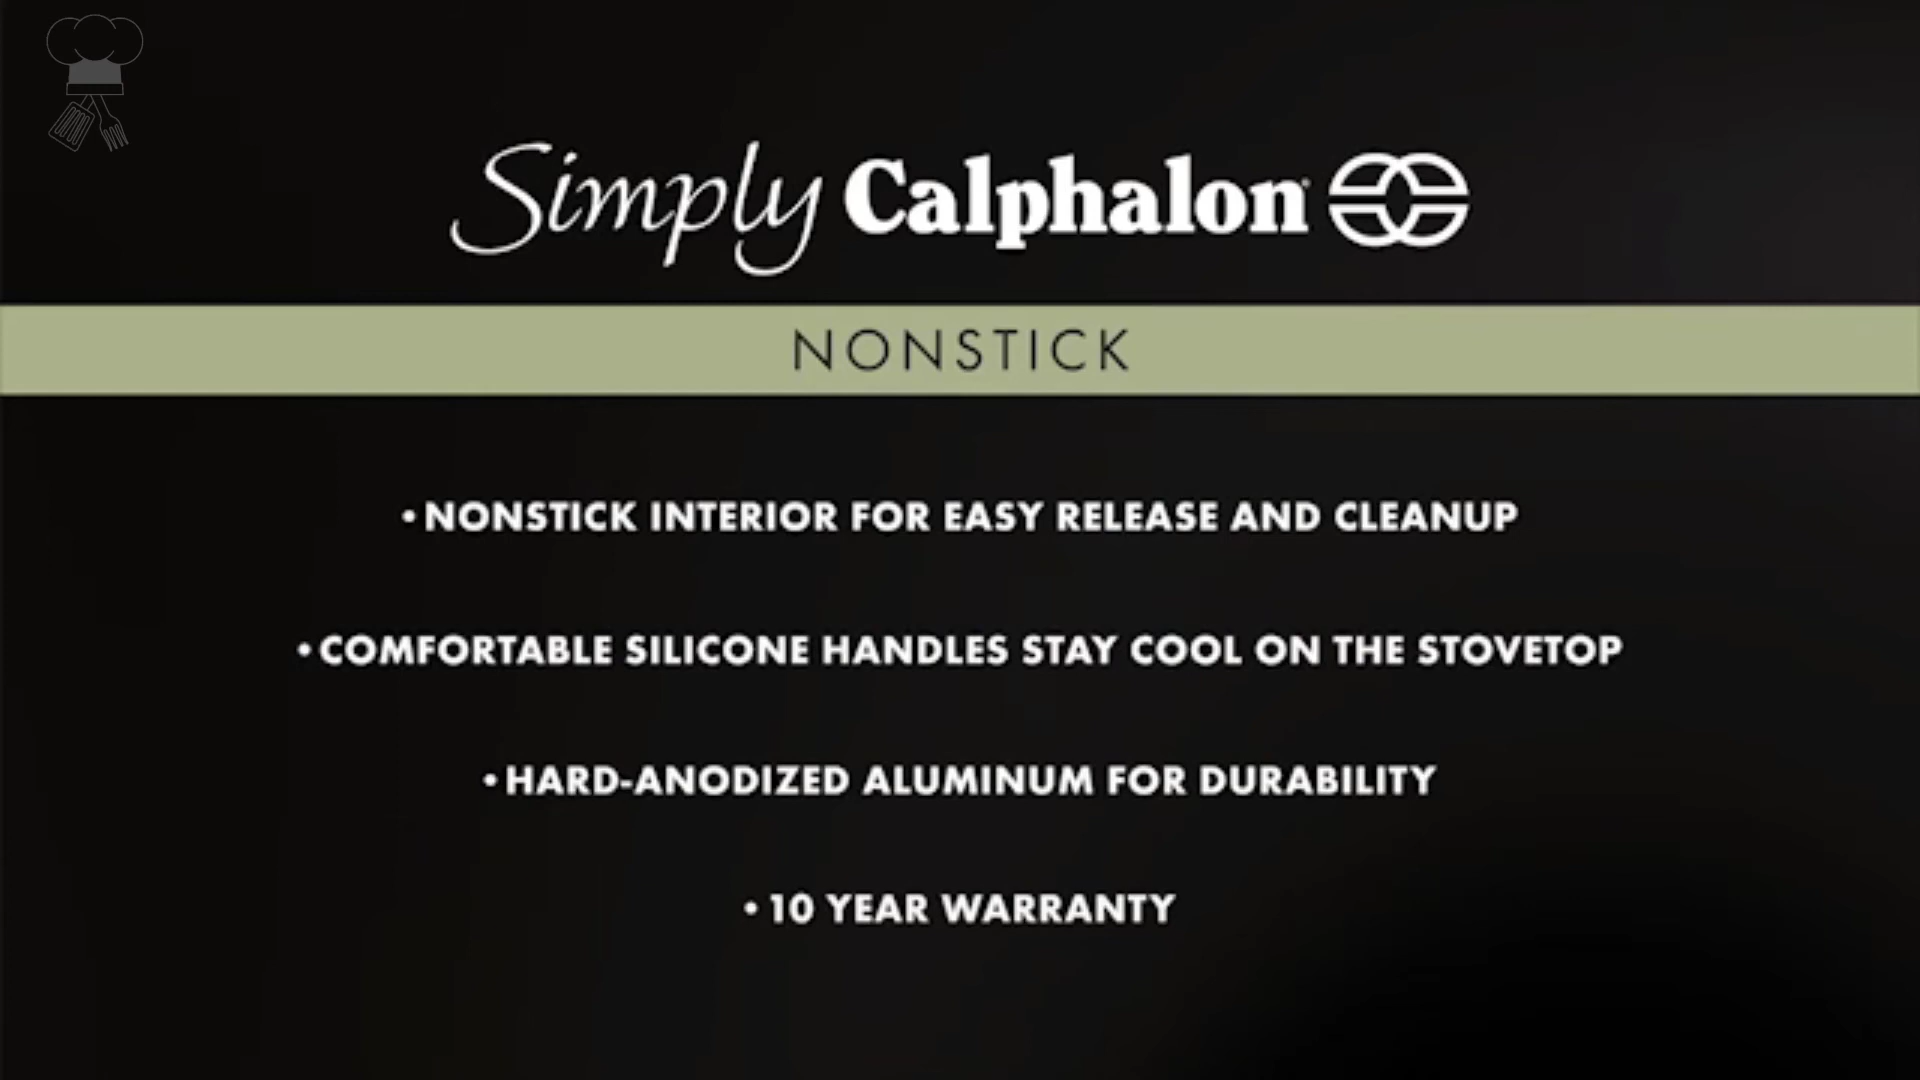 Simply Calphalon
NONSTICK
•NONSTICK INTERIOR FOR EASY RELEASE AND CLEANUP
•COMFORTABLE SILICONE HANDLES STAY COOL ON THE STOVETOP
•HARD-ANODIZED ALUMINUM FOR DURABILITY
•10 YEAR WARRANTY